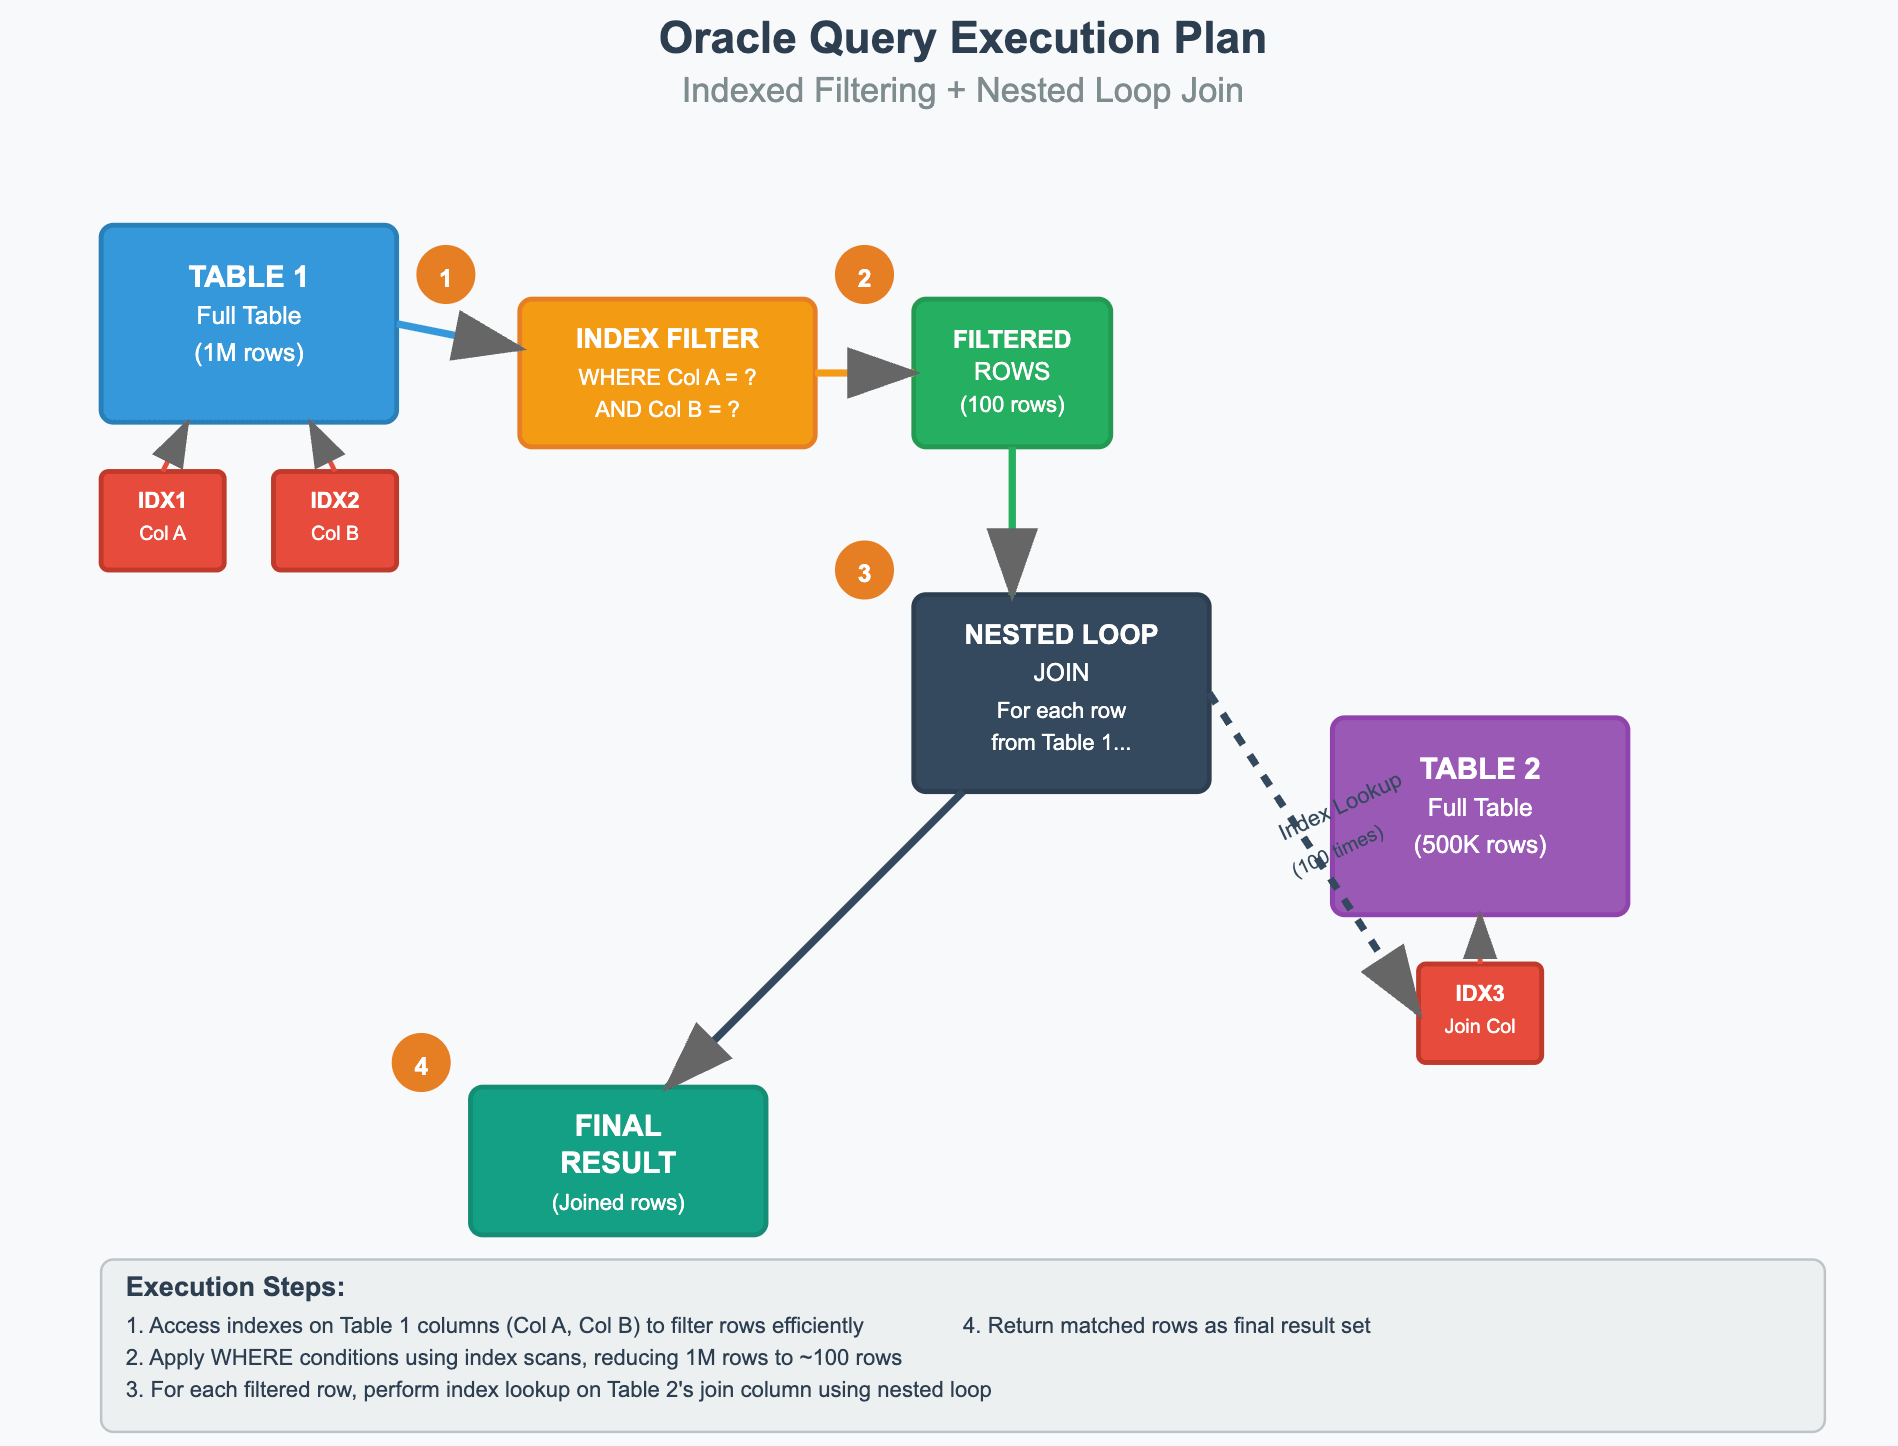 Oracle Query Execution Plan
Indexed Filtering + Nested Loop Join
TABLE 1
Full Table
(1M rows)
1
INDEX FILTER
WHERE Col A = ?
AND Col B = ?
2
FILTERED
ROWS
(100 rows)
IDX1
Col A
IDX2
Col B
3
NESTED LOOP
JOIN
For each row
from Table 1...
Index Lookup
(100 times)
TABLE 2
Full Table
(500K rows)
IDX3
Join Col
4
FINAL
RESULT
(Joined rows)
Execution Steps:
1. Access indexes on Table 1 columns (Col A, Col B) to filter rows efficiently
2. Apply WHERE conditions using index scans, reducing 1M rows to ~100 rows
3. For each filtered row, perform index lookup on Table 2's join column using nested loop
4. Return matched rows as final result set